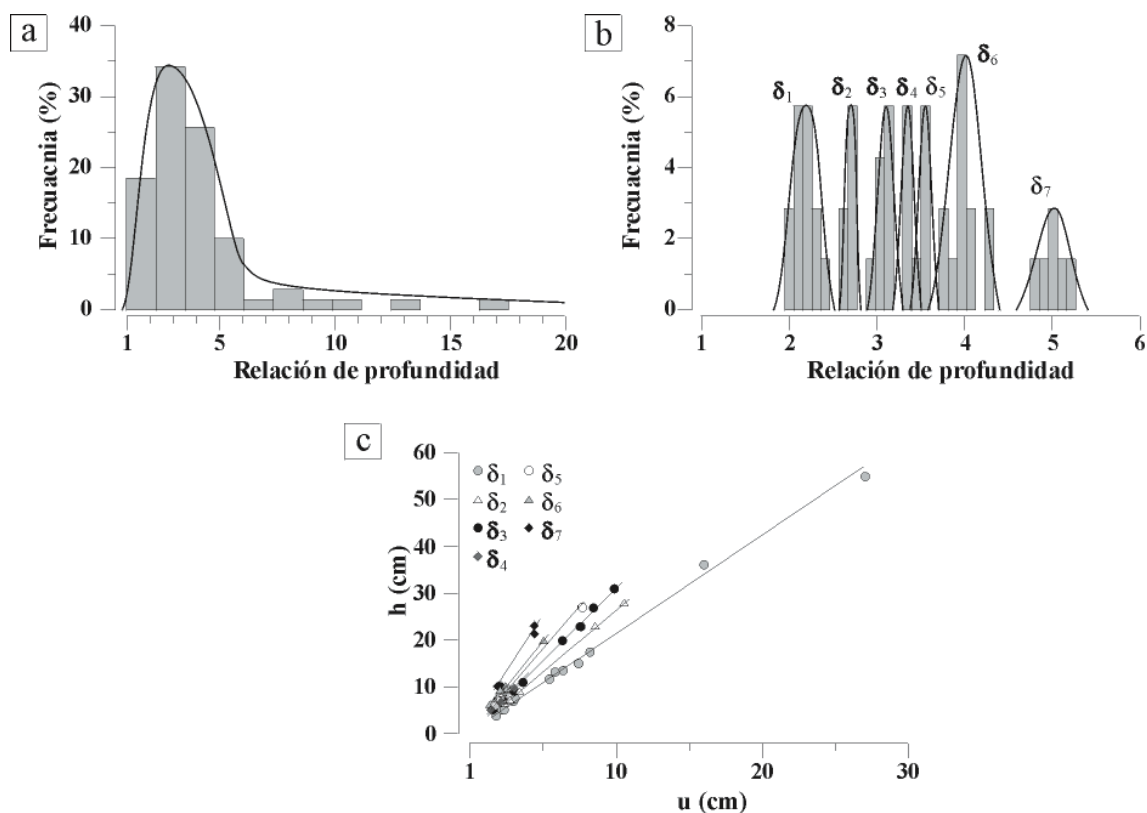 a
40
30
20
10
0
Frecuacnia (%)
1 5 10 15 20
Relación de profundidad
b
8
6
4
2
0
Frecuacnia (%)
δ1 δ2 δ3 δ4 δ5 δ6 δ7
1 2 3 4 5 6
Relación de profundidad
c
60
50
40
30
20
10
0
h (cm)
δ1 δ5
δ2 δ6
δ3 δ7
δ4
1 10 20 30
u (cm)